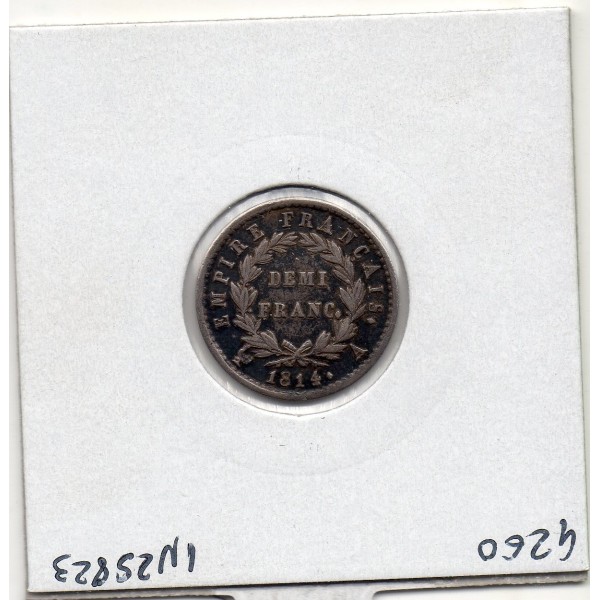 EMPIRE FRANÇAIS.
DEMI
FRANC.
A
1814.
4260
1N25823